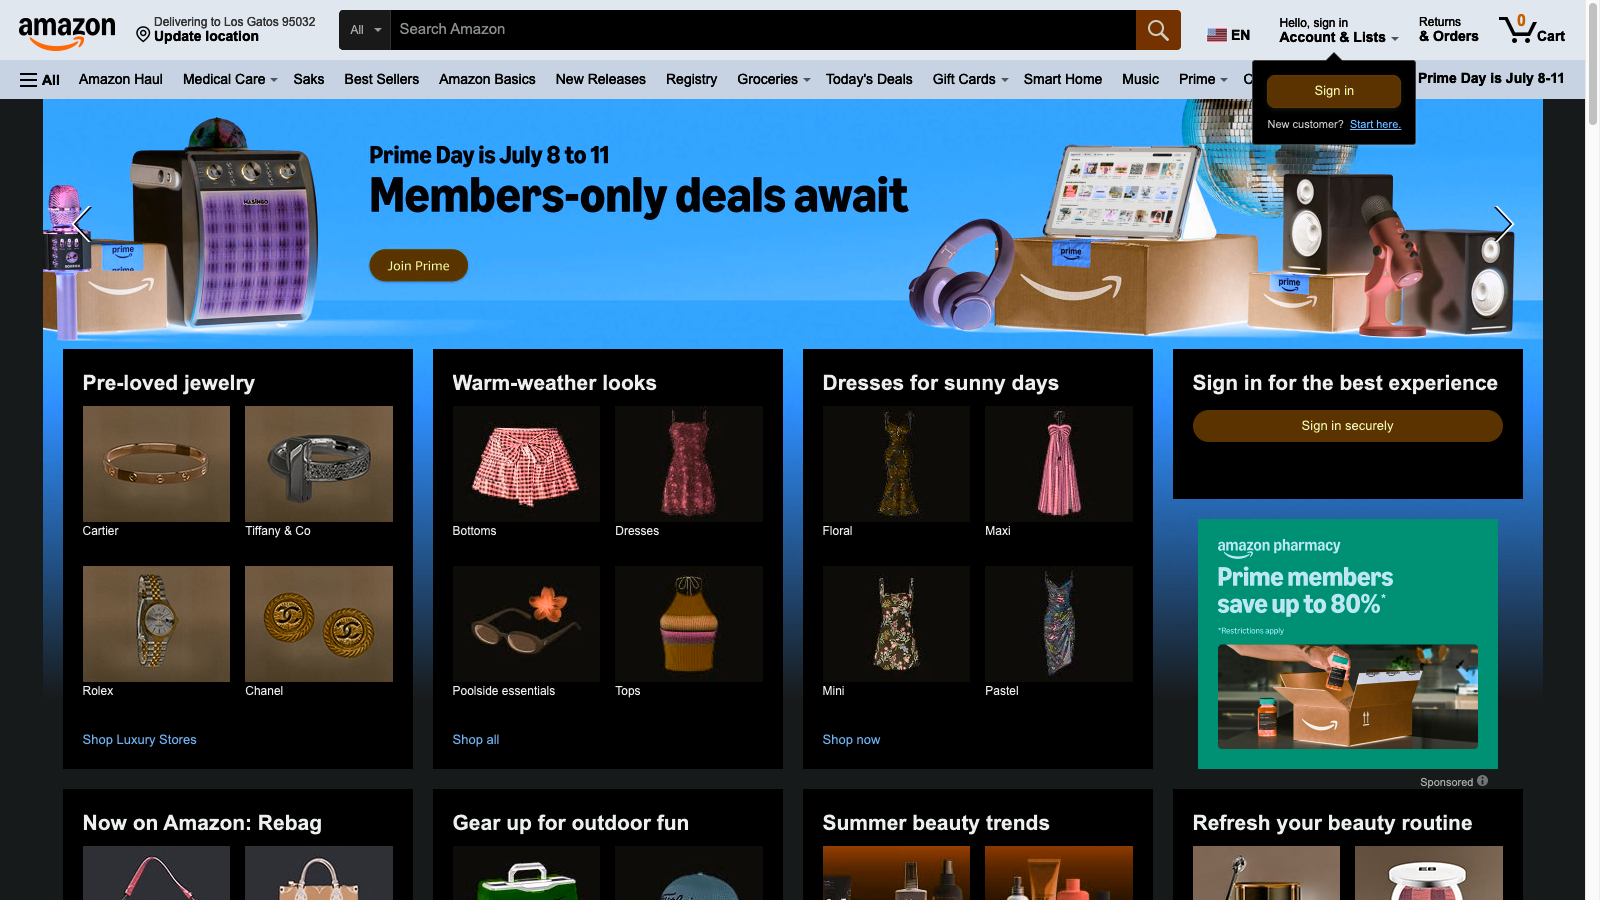 amazon
Delivering to Los Gatos 95032
Update location
All
Search Amazon
EN
Hello, sign in
Account & Lists
Returns
& Orders
0
Cart
All
Amazon Haul
Medical Care
Saks
Best Sellers
Amazon Basics
New Releases
Registry
Groceries
Today's Deals
Gift Cards
Smart Home
Music
Prime
Prime Day is July 8-11
Sign in
New customer? Start here.
Prime Day is July 8 to 11
Members-only deals await
Join Prime
prime
prime
MASINGO
prime
prime
Pre-loved jewelry
Cartier
Tiffany & Co
Rolex
Chanel
Shop Luxury Stores
Warm-weather looks
Bottoms
Dresses
Poolside essentials
Tops
Shop all
Dresses for sunny days
Floral
Maxi
Mini
Pastel
Shop now
Sign in for the best experience
Sign in securely
amazon pharmacy
Prime members
save up to 80%*
*Restrictions apply
Sponsored
Now on Amazon: Rebag
Gear up for outdoor fun
Summer beauty trends
Refresh your beauty routine